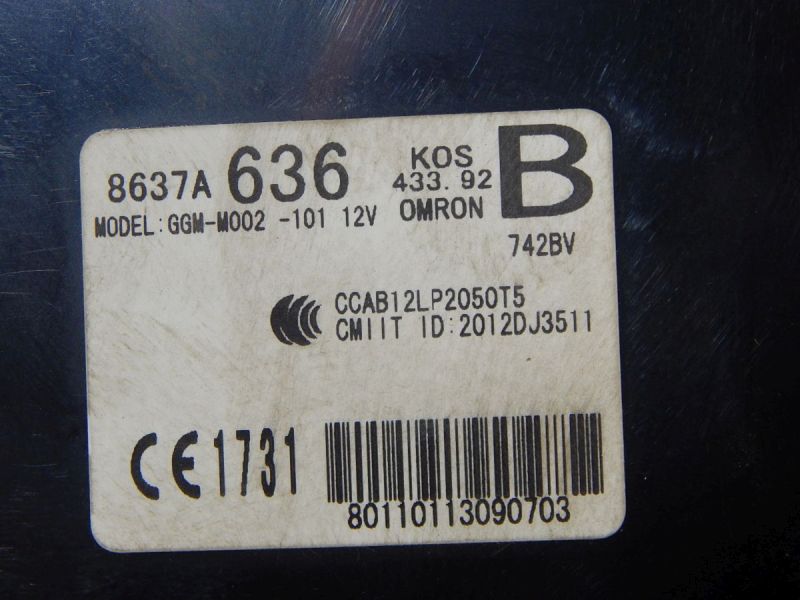 8637A 636 KOS B
433.92
MODEL:GGM-M002 -101 12V OMRON
742BV
CCAB12LP2050T5
CMIIT ID:2012DJ3511
CE1731
80110113090703